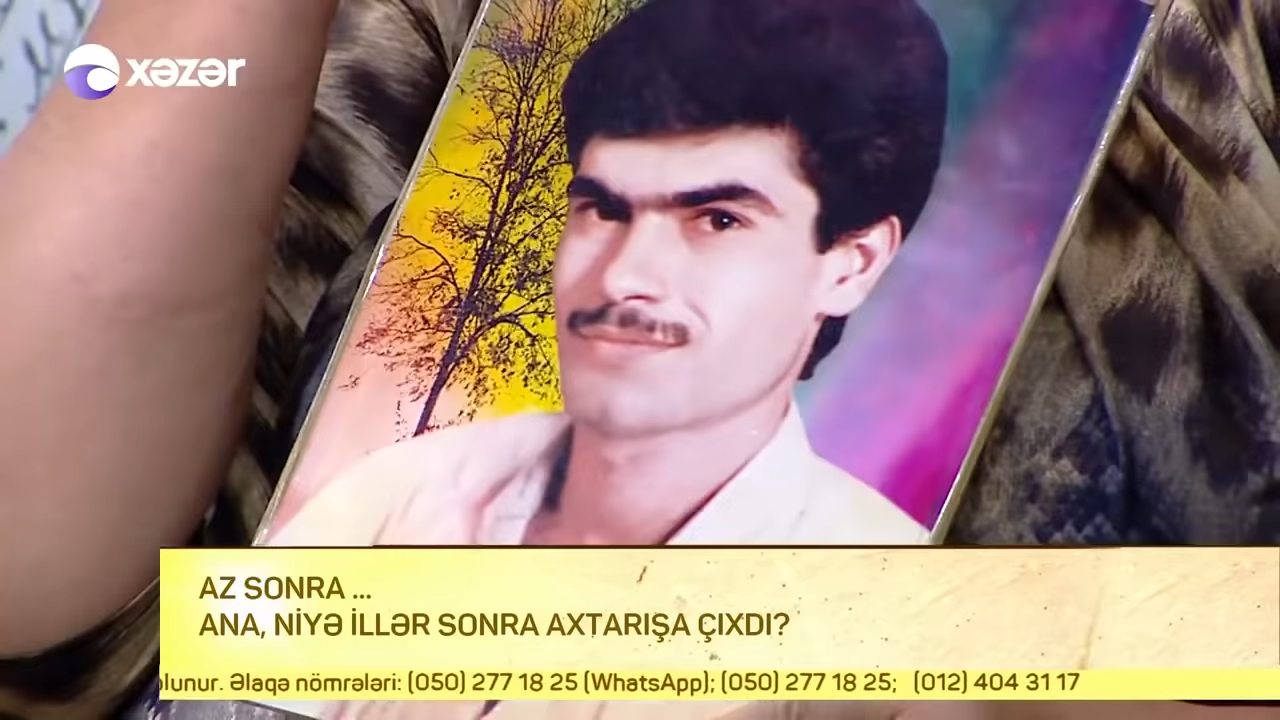 xəzər
AZ SONRA ...
ANA, NİYƏ İLLƏR SONRA AXTARIŞA ÇIXDI?
olunur. Əlaqə nömrələri: (050) 277 18 25 (WhatsApp); (050) 277 18 25; (012) 404 31 17